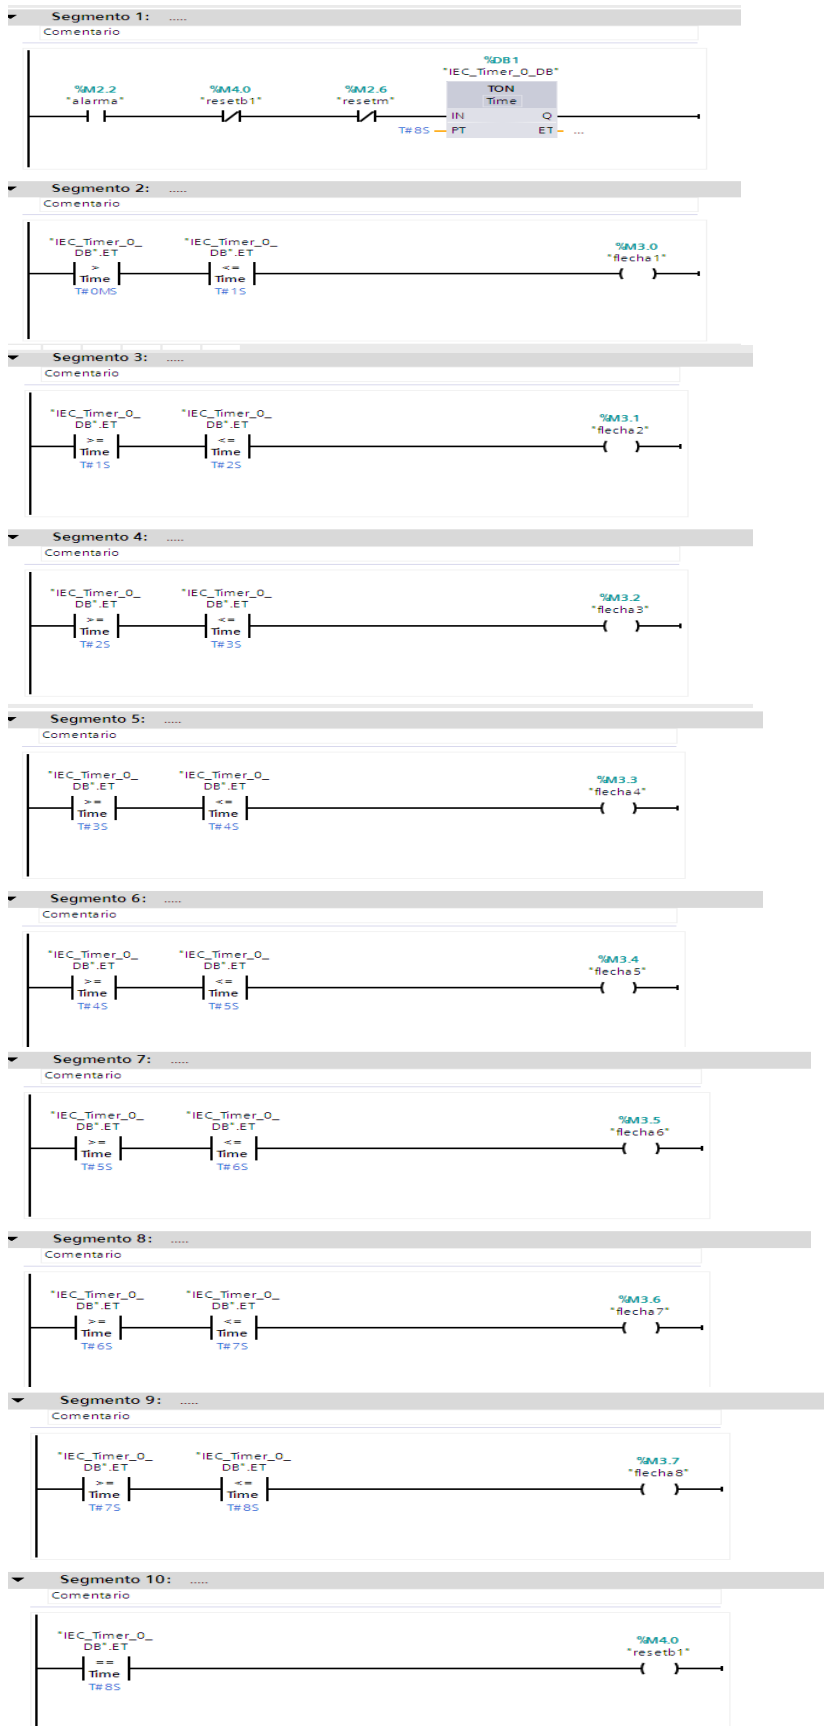 Segmento 1: .....
Comentario
%DB1
"IEC_Timer_0_DB"
%M2.2 %M4.0 %M2.6 TON
"alarma" "resetb1" "resetm" Time
IN Q
T#8S PT ET ...
Segmento 2: .....
Comentario
"IEC_Timer_0_ "IEC_Timer_0_
DB".ET DB".ET %M3.0
"flecha1"
> <=
Time Time
T#0MS T#1S
Segmento 3: .....
Comentario
"IEC_Timer_0_ "IEC_Timer_0_
DB".ET DB".ET %M3.1
"flecha2"
>= <=
Time Time
T#1S T#2S
Segmento 4: .....
Comentario
"IEC_Timer_0_ "IEC_Timer_0_
DB".ET DB".ET %M3.2
"flecha3"
>= <=
Time Time
T#2S T#3S
Segmento 5: .....
Comentario
"IEC_Timer_0_ "IEC_Timer_0_
DB".ET DB".ET %M3.3
"flecha4"
>= <=
Time Time
T#3S T#4S
Segmento 6: .....
Comentario
"IEC_Timer_0_ "IEC_Timer_0_
DB".ET DB".ET %M3.4
"flecha5"
>= <=
Time Time
T#4S T#5S
Segmento 7: .....
Comentario
"IEC_Timer_0_ "IEC_Timer_0_
DB".ET DB".ET %M3.5
"flecha6"
>= <=
Time Time
T#5S T#6S
Segmento 8: .....
Comentario
"IEC_Timer_0_ "IEC_Timer_0_
DB".ET DB".ET %M3.6
"flecha7"
>= <=
Time Time
T#6S T#7S
Segmento 9: .....
Comentario
"IEC_Timer_0_ "IEC_Timer_0_
DB".ET DB".ET %M3.7
"flecha8"
>= <=
Time Time
T#7S T#8S
Segmento 10: .....
Comentario
"IEC_Timer_0_
DB".ET %M4.0
"resetb1"
==
Time
T#8S